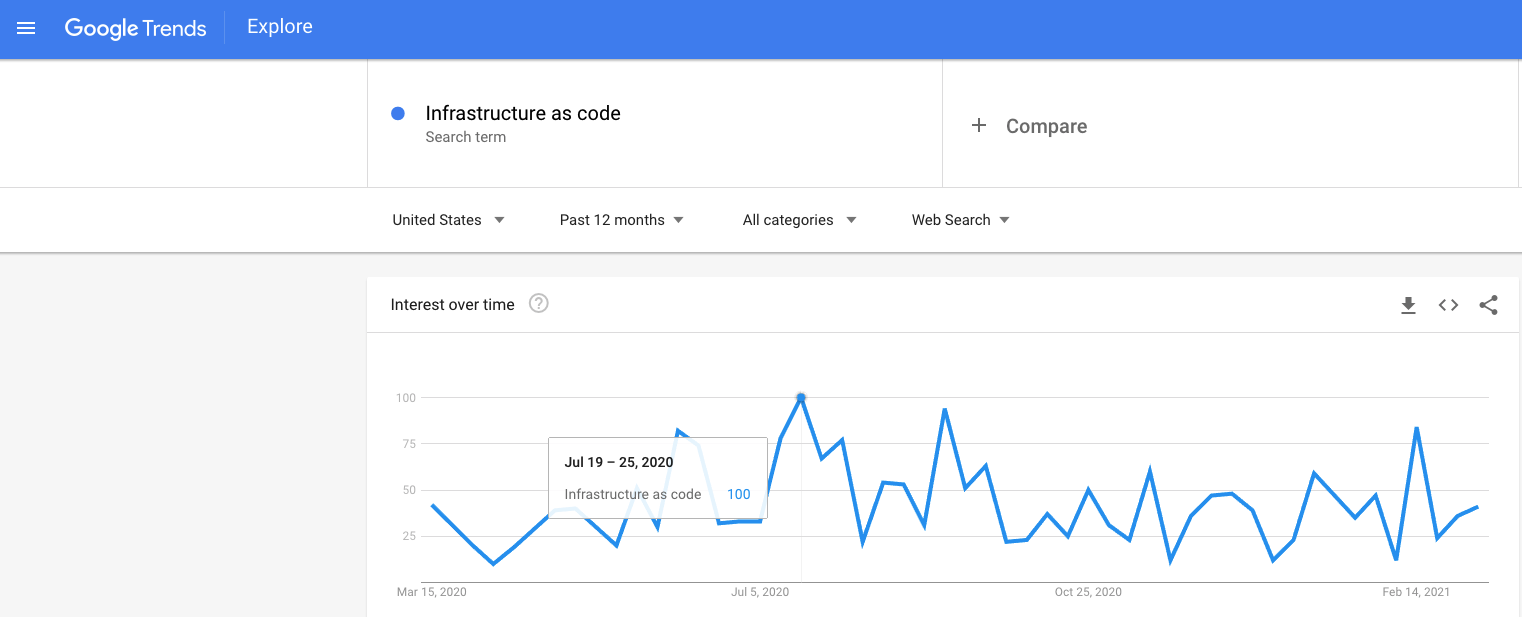 Google Trends Explore
Infrastructure as code
Search term
+ Compare
United States Past 12 months All categories Web Search
Interest over time ?
100
75
50
25
Jul 19 – 25, 2020
Infrastructure as code 100
Mar 15, 2020 Jul 5, 2020 Oct 25, 2020 Feb 14, 2021